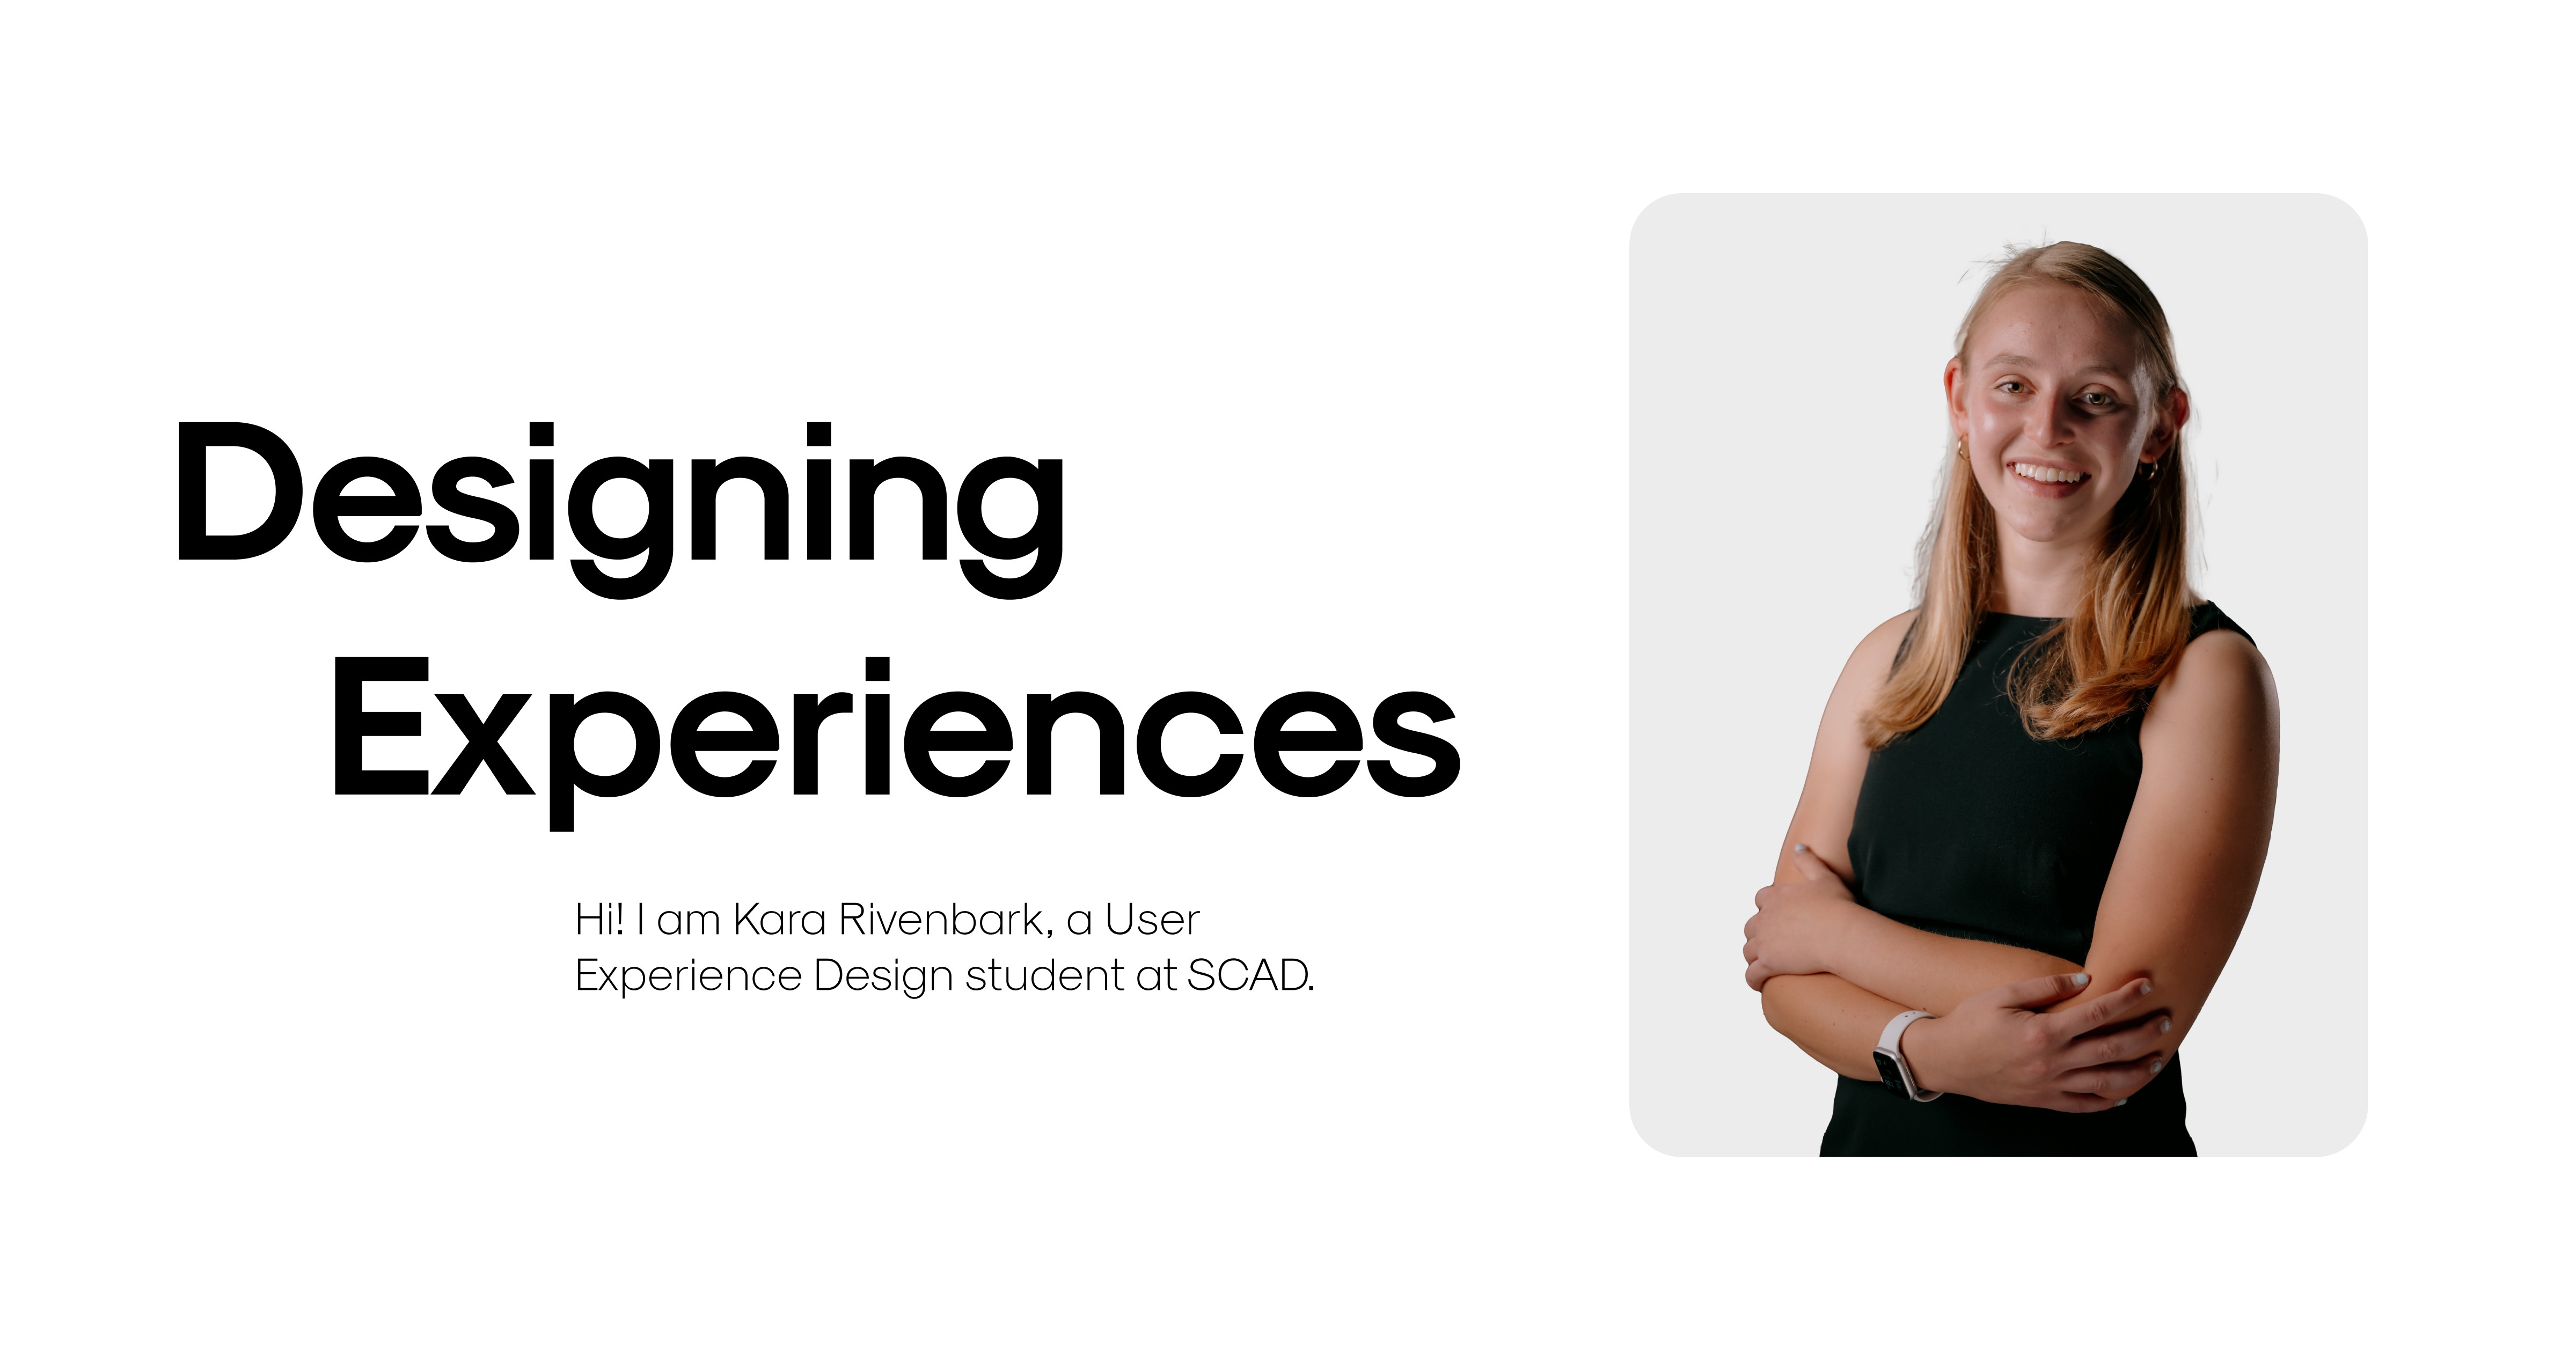 Designing
Experiences
Hi! I am Kara Rivenbark, a User
Experience Design student at SCAD.